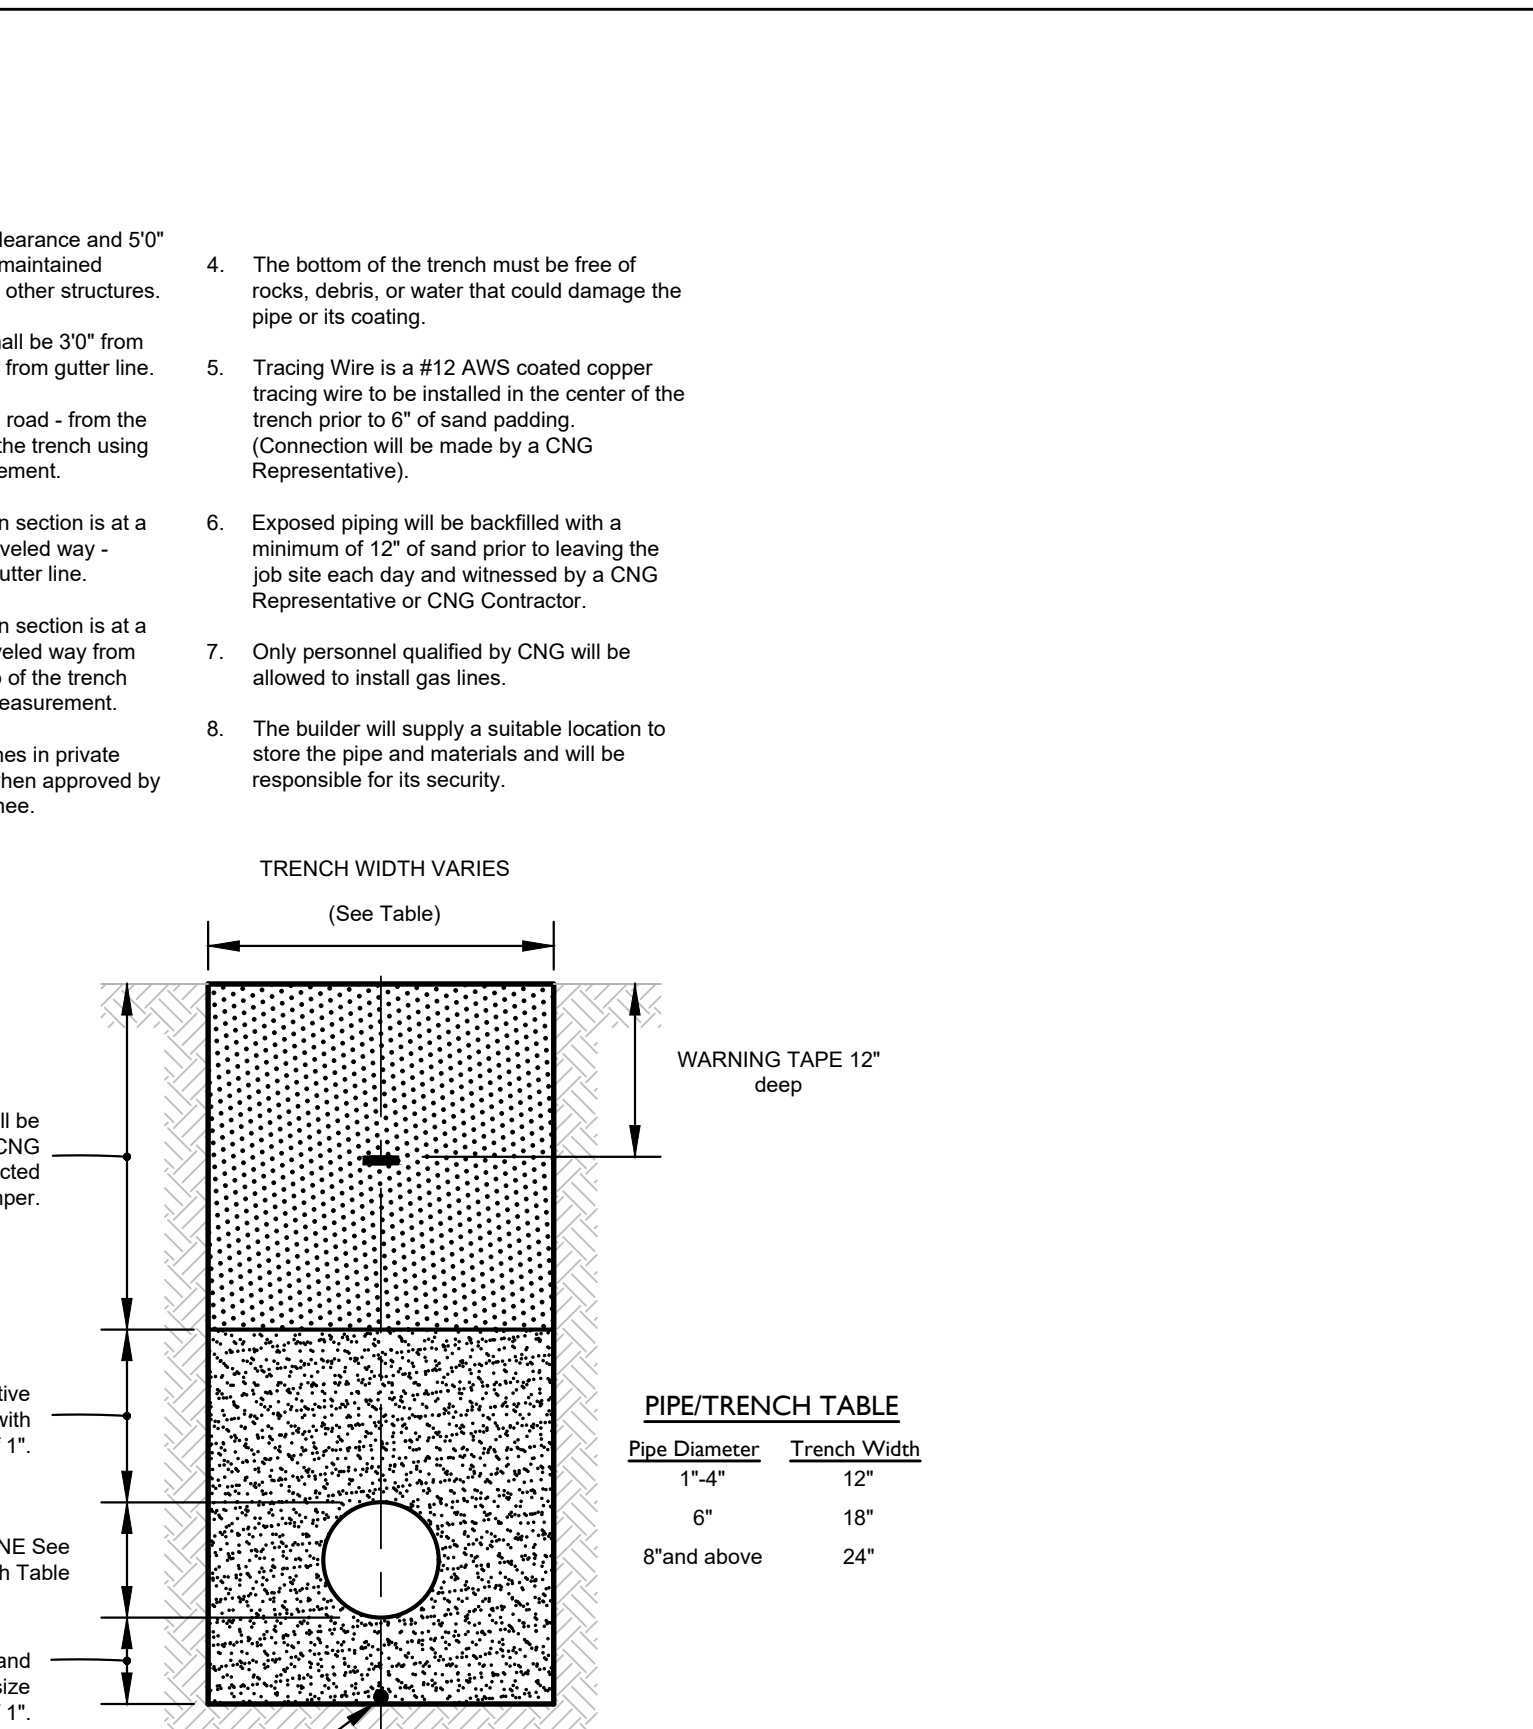 learance and 5'0"
maintained
other structures.
all be 3'0" from
from gutter line.
road - from the
the trench using
ement.
n section is at a
veled way -
utter line.
n section is at a
veled way from
of the trench
easurement.
nes in private
when approved by
nee.
4. The bottom of the trench must be free of
rocks, debris, or water that could damage the
pipe or its coating.
5. Tracing Wire is a #12 AWS coated copper
tracing wire to be installed in the center of the
trench prior to 6" of sand padding.
(Connection will be made by a CNG
Representative).
6. Exposed piping will be backfilled with a
minimum of 12" of sand prior to leaving the
job site each day and witnessed by a CNG
Representative or CNG Contractor.
7. Only personnel qualified by CNG will be
allowed to install gas lines.
8. The builder will supply a suitable location to
store the pipe and materials and will be
responsible for its security.
TRENCH WIDTH VARIES
(See Table)
WARNING TAPE 12"
deep
ll be
CNG
cted
mper.
tive
with
1".
NE See
h Table
and
size
1".
PIPE/TRENCH TABLE
Pipe Diameter Trench Width
1"-4" 12"
6" 18"
8"and above 24"